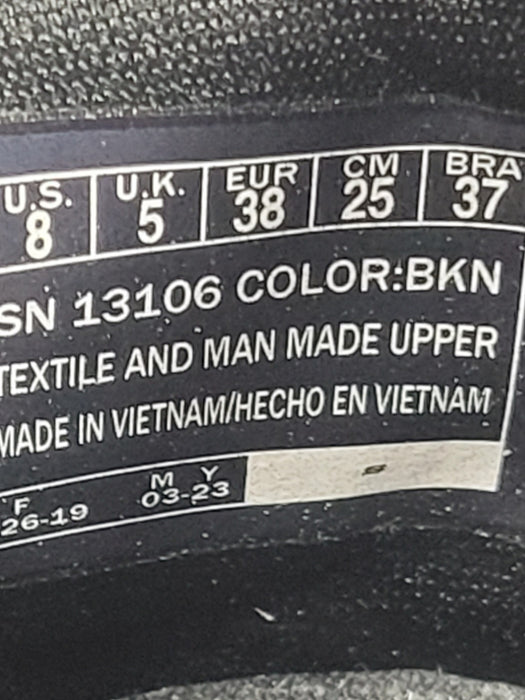 U.S. U.K. EUR CM BRA
8 5 38 25 37
SN 13106 COLOR:BKN
TEXTILE AND MAN MADE UPPER
MADE IN VIETNAM/HECHO EN VIETNAM
F M Y
26-19 03-23